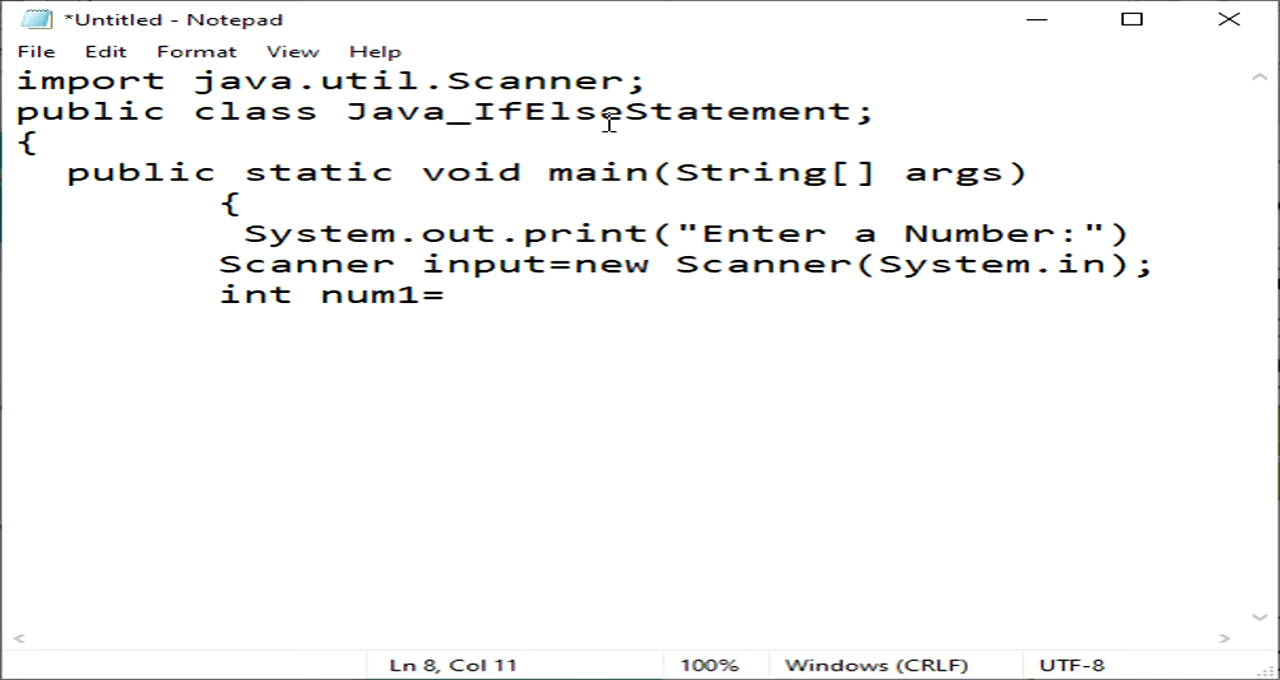 *Untitled - Notepad
File Edit Format View Help
import java.util.Scanner;
public class Java_IfElseStatement;
{
public static void main(String[] args)
{
System.out.print("Enter a Number:")
Scanner input=new Scanner(System.in);
int num1=
Ln 8, Col 11 100% Windows (CRLF) UTF-8